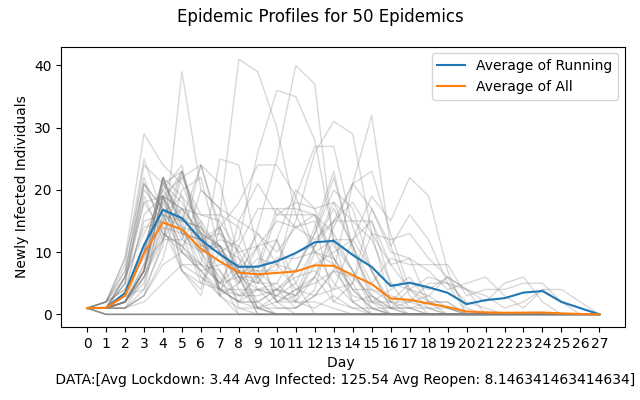 Epidemic Profiles for 50 Epidemics
Average of Running
Average of All
Newly Infected Individuals
40
30
20
10
0
0 1 2 3 4 5 6 7 8 9 10 11 12 13 14 15 16 17 18 19 20 21 22 23 24 25 26 27
Day
DATA:[Avg Lockdown: 3.44 Avg Infected: 125.54 Avg Reopen: 8.146341463414634]